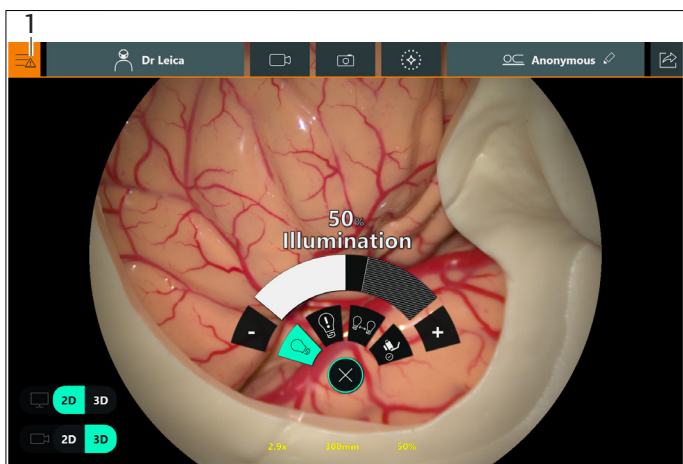 1
Dr Leica
Anonymous
50%
Illumination
- +
2D 3D
2D 3D
2.9x 300mm 50%